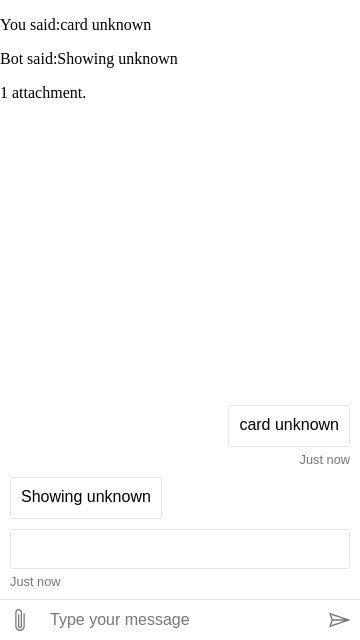 You said:card unknown
Bot said:Showing unknown
1 attachment.
card unknown
Just now
Showing unknown
Just now
Type your message